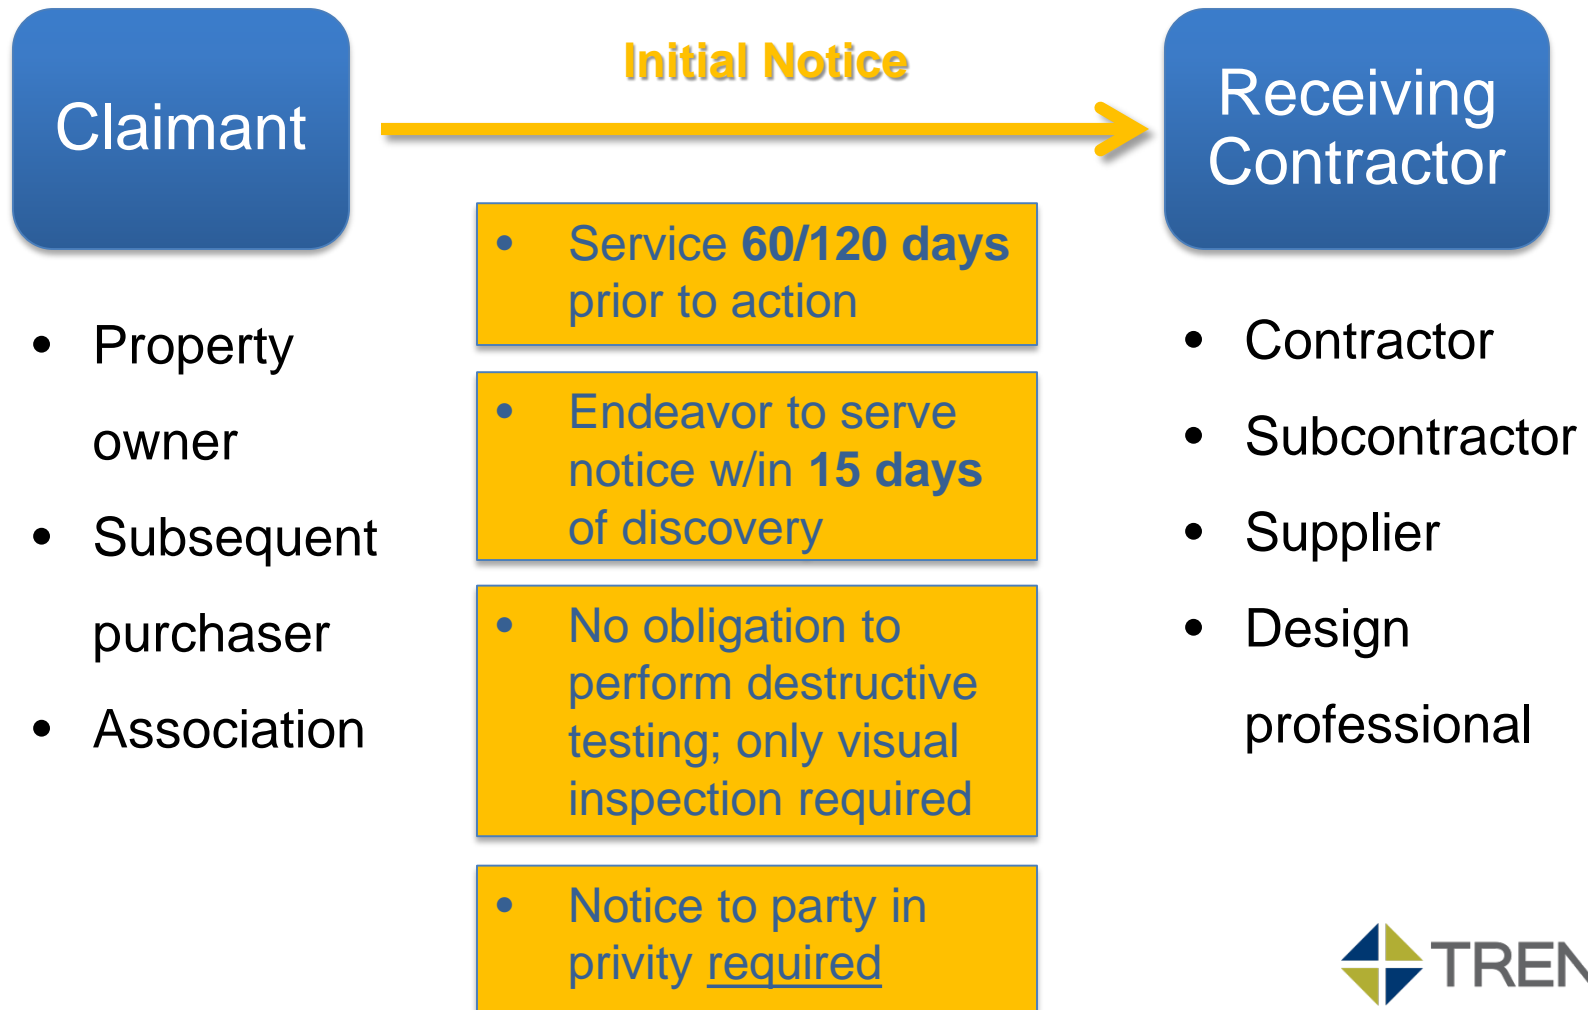 Claimant
Initial Notice
Receiving
Contractor
• Property
owner
• Subsequent
purchaser
• Association
• Service 60/120 days
prior to action
• Endeavor to serve
notice w/in 15 days
of discovery
• No obligation to
perform destructive
testing; only visual
inspection required
• Notice to party in
privity required
• Contractor
• Subcontractor
• Supplier
• Design
professional